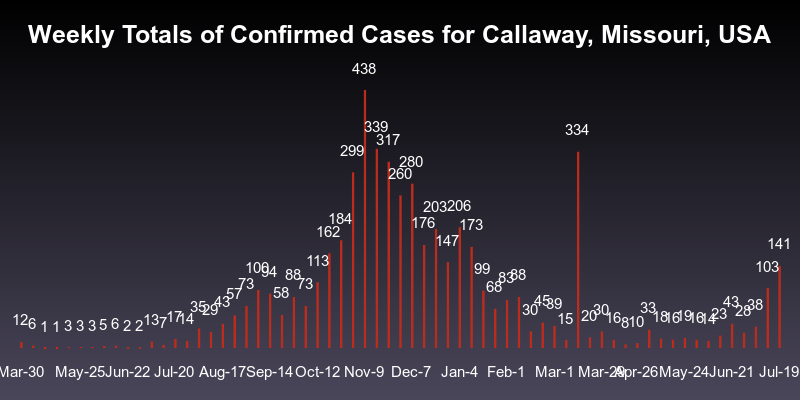 Weekly Totals of Confirmed Cases for Callaway, Missouri, USA
12 6 1 1 3 3 3 5 6 2 2 13 7 17 14 35 29 43 57 73 100 94 58 88 73 113 162 184 299 438 339 317 260 280 176 203 147 206 173 99 68 83 88 30 45 39 15 334 20 30 16 8 10 33 18 16 19 16 14 23 43 28 38 103 141
Mar-30 May-25 Jun-22 Jul-20 Aug-17 Sep-14 Oct-12 Nov-9 Dec-7 Jan-4 Feb-1 Mar-1 Mar-29 Apr-26 May-24 Jun-21 Jul-19